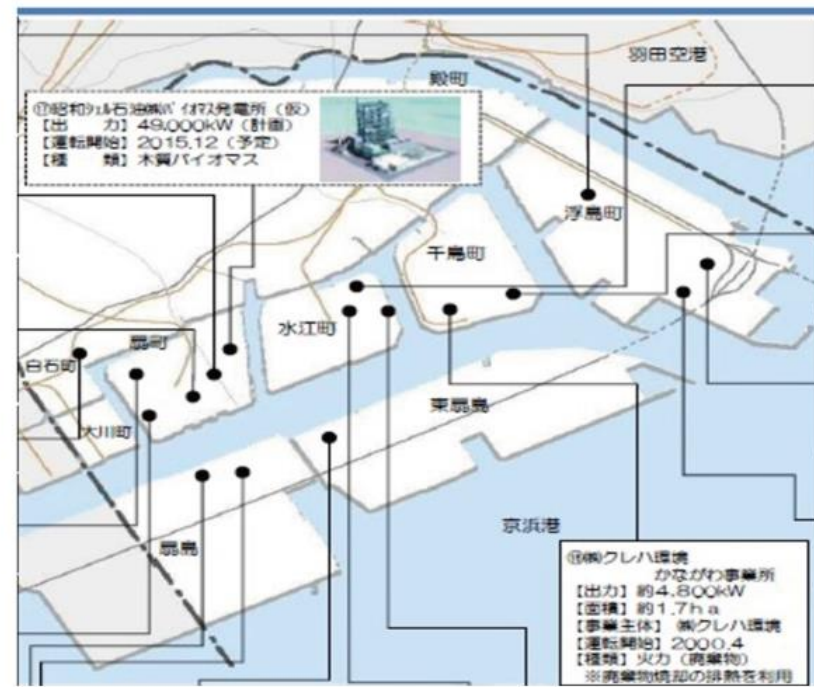 羽田空港
殿町
⑰昭和シェル石油㈱バイオマス発電所（仮）
【出　　力】49,000kW（計画）
【運転開始】2015.12（予定）
【種　　類】木質バイオマス
浮島町
千鳥町
水江町
扇町
白石町
大川町
東扇島
扇島
京浜港
㈱クレハ環境
かながわ事業所
【出力】約4,800kW
【面積】約1.7ha
【事業主体】㈱クレハ環境
【運転開始】2000.4
【種類】火力（廃棄物）
※廃棄物焼却の排熱を利用